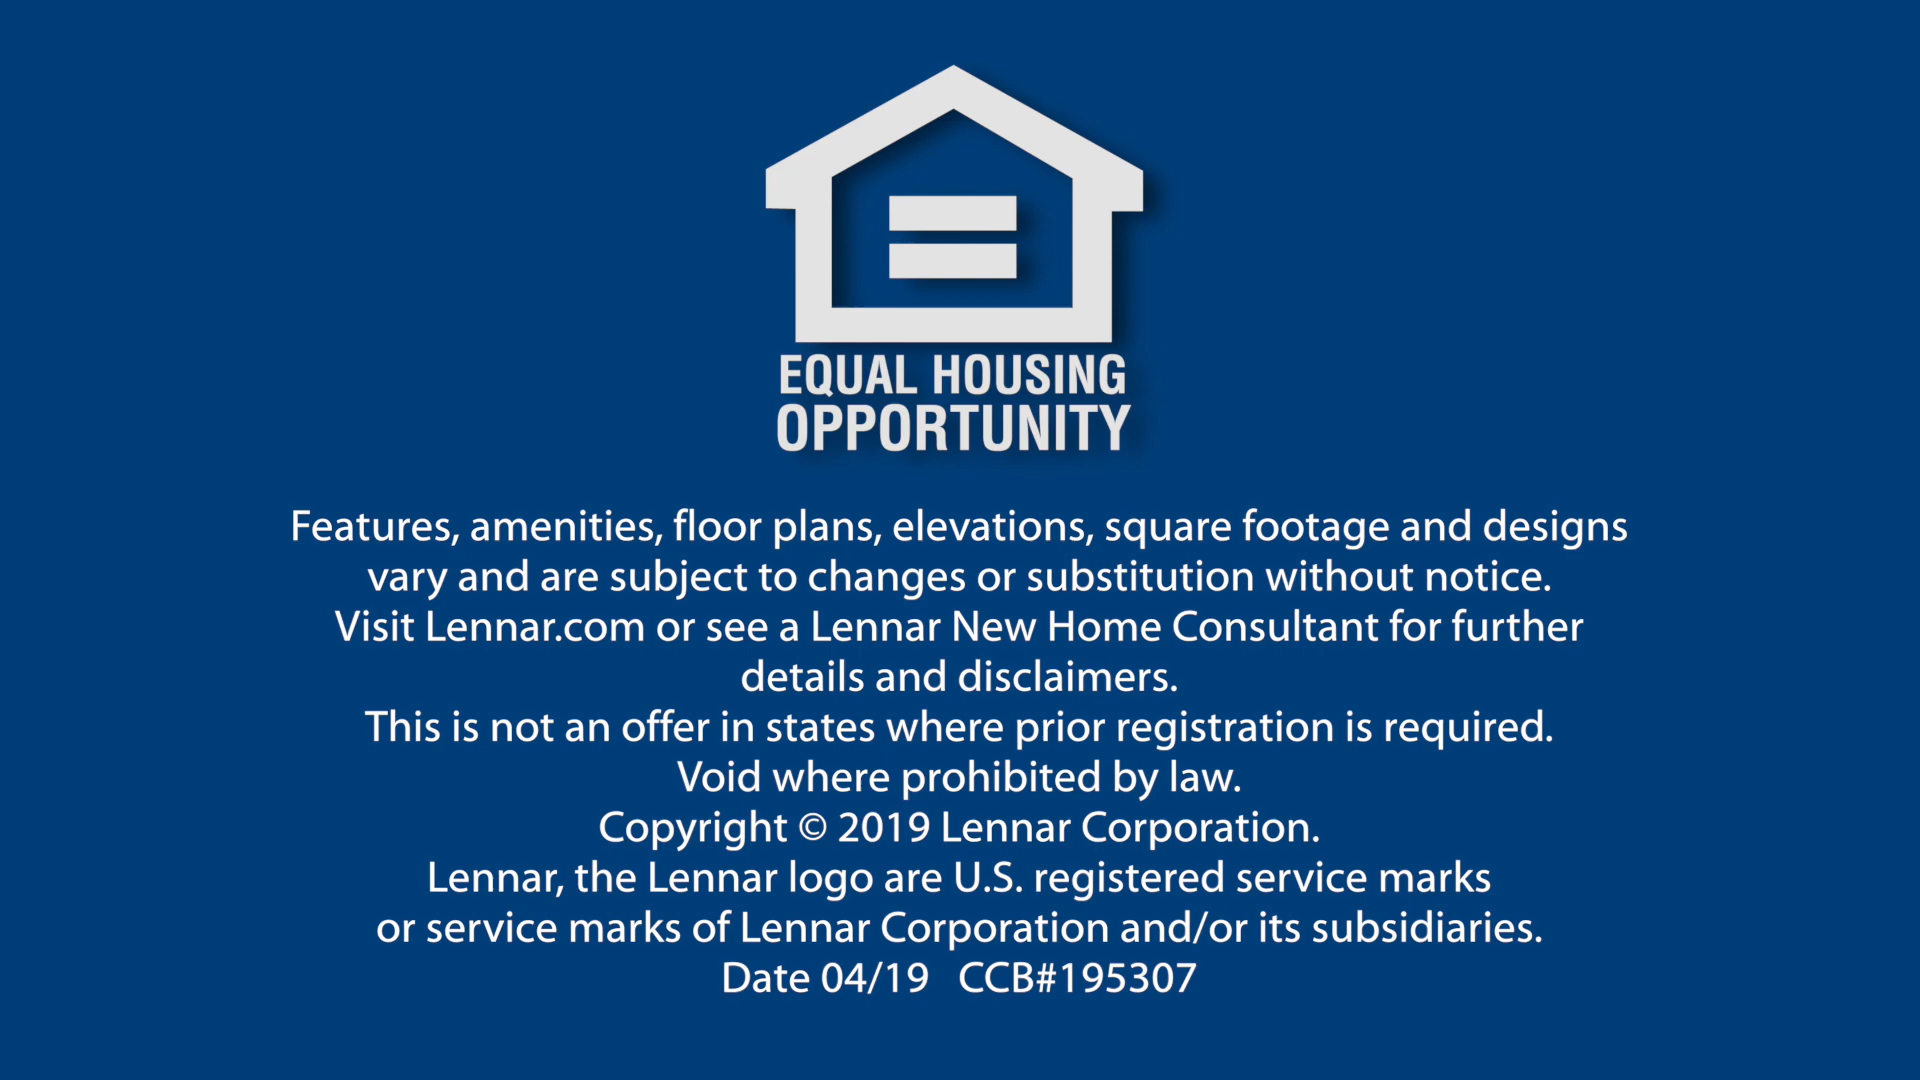 EQUAL HOUSING
OPPORTUNITY
Features, amenities, floor plans, elevations, square footage and designs
vary and are subject to changes or substitution without notice.
Visit Lennar.com or see a Lennar New Home Consultant for further
details and disclaimers.
This is not an offer in states where prior registration is required.
Void where prohibited by law.
Copyright © 2019 Lennar Corporation.
Lennar, the Lennar logo are U.S. registered service marks
or service marks of Lennar Corporation and/or its subsidiaries.
Date 04/19 CCB#195307